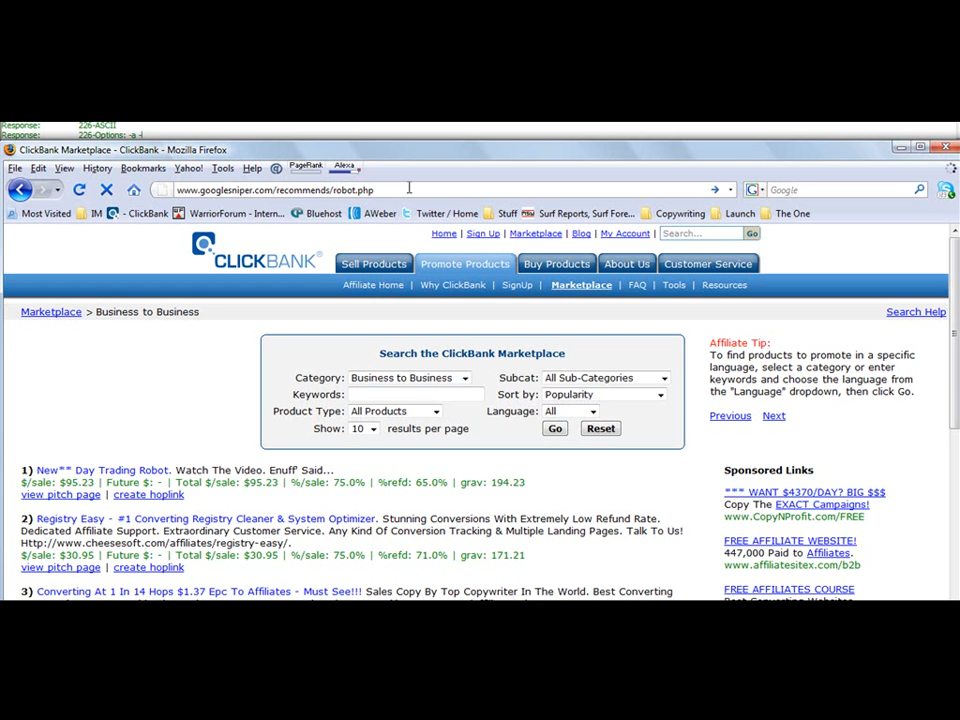 Response: 226-ASCII
Response: 226-Options: -a -l
ClickBank Marketplace - ClickBank - Mozilla Firefox
File Edit View History Bookmarks Yahoo! Tools Help PageRank Alexa
www.googlesniper.com/recommends/robot.php Google
Most Visited IM - ClickBank WarriorForum - Intern... Bluehost AWeber Twitter / Home Stuff Surf Reports, Surf Fore... Copywriting Launch The One
Home | Sign Up | Marketplace | Blog | My Account | Search... Go
CLICKBANK
Sell Products Promote Products Buy Products About Us Customer Service
Affiliate Home | Why ClickBank | SignUp | Marketplace | FAQ | Tools | Resources
Marketplace > Business to Business Search Help
Search the ClickBank Marketplace
Category: Business to Business Subcat: All Sub-Categories
Keywords: Sort by: Popularity
Product Type: All Products Language: All
Show: 10 results per page Go Reset
Affiliate Tip:
To find products to promote in a specific
language, select a category or enter
keywords and choose the language from
the "Language" dropdown, then click Go.
Previous Next
1) New** Day Trading Robot. Watch The Video. Enuff' Said...
$/sale: $95.23 | Future $: - | Total $/sale: $95.23 | %/sale: 75.0% | %refd: 65.0% | grav: 194.23
view pitch page | create hoplink
2) Registry Easy - #1 Converting Registry Cleaner & System Optimizer. Stunning Conversions With Extremely Low Refund Rate.
Dedicated Affiliate Support. Extraordinary Customer Service. Any Kind Of Conversion Tracking & Multiple Landing Pages. Talk To Us!
Http://www.cheesesoft.com/affiliates/registry-easy/.
$/sale: $30.95 | Future $: - | Total $/sale: $30.95 | %/sale: 75.0% | %refd: 71.0% | grav: 171.21
view pitch page | create hoplink
3) Converting At 1 In 14 Hops $1.37 Epc To Affiliates - Must See!!! Sales Copy By Top Copywriter In The World. Best Converting
Sponsored Links
*** WANT $4370/DAY? BIG $$$
Copy The EXACT Campaigns!
www.CopyNProfit.com/FREE
FREE AFFILIATE WEBSITE!
447,000 Paid to Affiliates.
www.affiliatesitex.com/b2b
FREE AFFILIATES COURSE